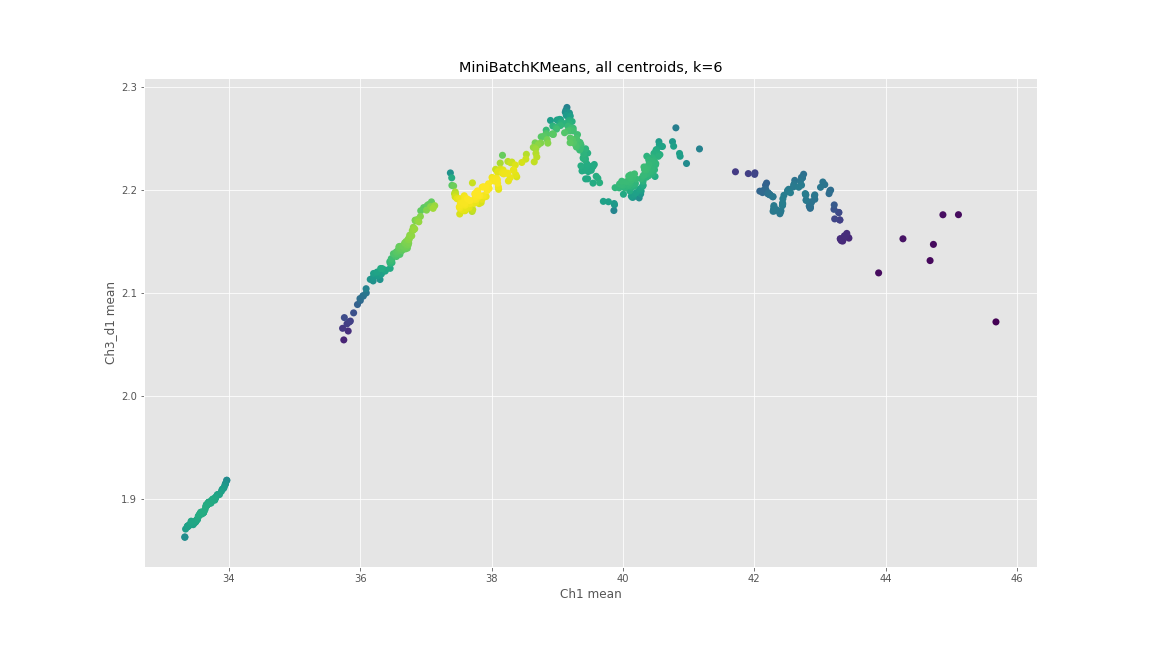 MiniBatchKMeans, all centroids, k=6
2.3
2.2
2.1
2.0
1.9
Ch3_d1 mean
34 36 38 40 42 44 46
Ch1 mean